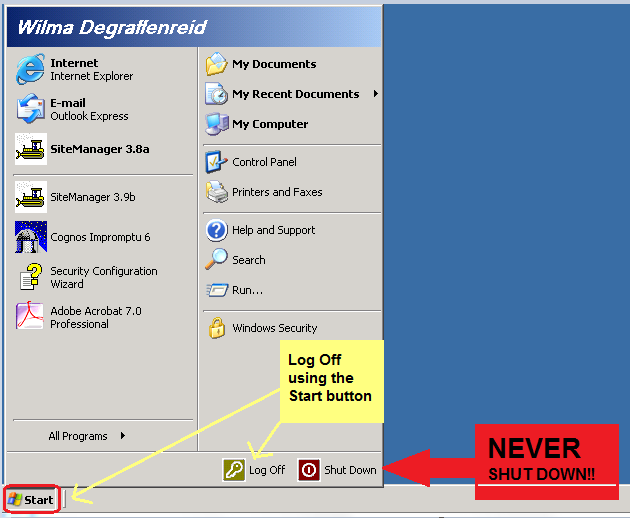 Wilma Degraffenreid
Internet
Internet Explorer
E-mail
Outlook Express
SiteManager 3.8a
SiteManager 3.9b
Cognos Impromptu 6
Security Configuration
Wizard
Adobe Acrobat 7.0
Professional
All Programs
My Documents
My Recent Documents
My Computer
Control Panel
Printers and Faxes
Help and Support
Search
Run...
Windows Security
Log Off
using the
Start button
Log Off
Shut Down
NEVER
SHUT DOWN!!
Start